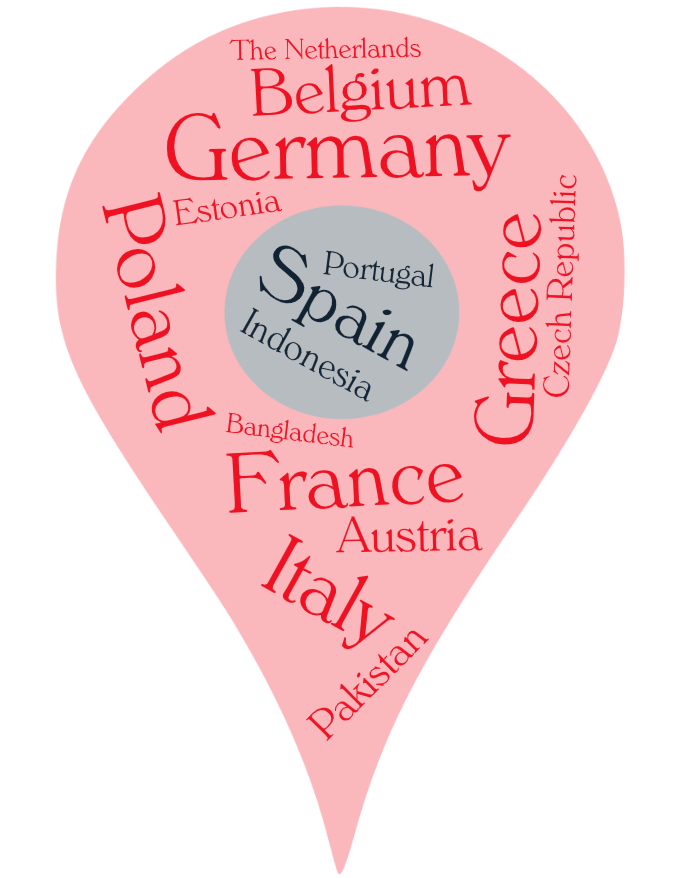 The Netherlands
Belgium
Germany
Estonia
Poland
Czech Republic
Greece
Portugal
Spain
Indonesia
Bangladesh
France
Austria
Italy
Pakistan